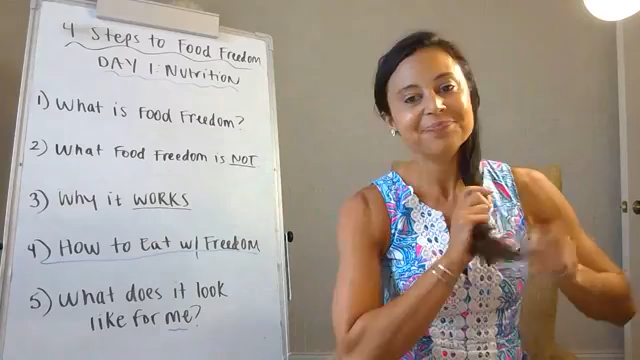 4 Steps to Food Freedom
DAY 1: Nutrition
1) What is Food Freedom?
2) What Food Freedom is NOT
3) Why it WORKS
4) How to Eat w/ Freedom
5) What does it look
like for me?